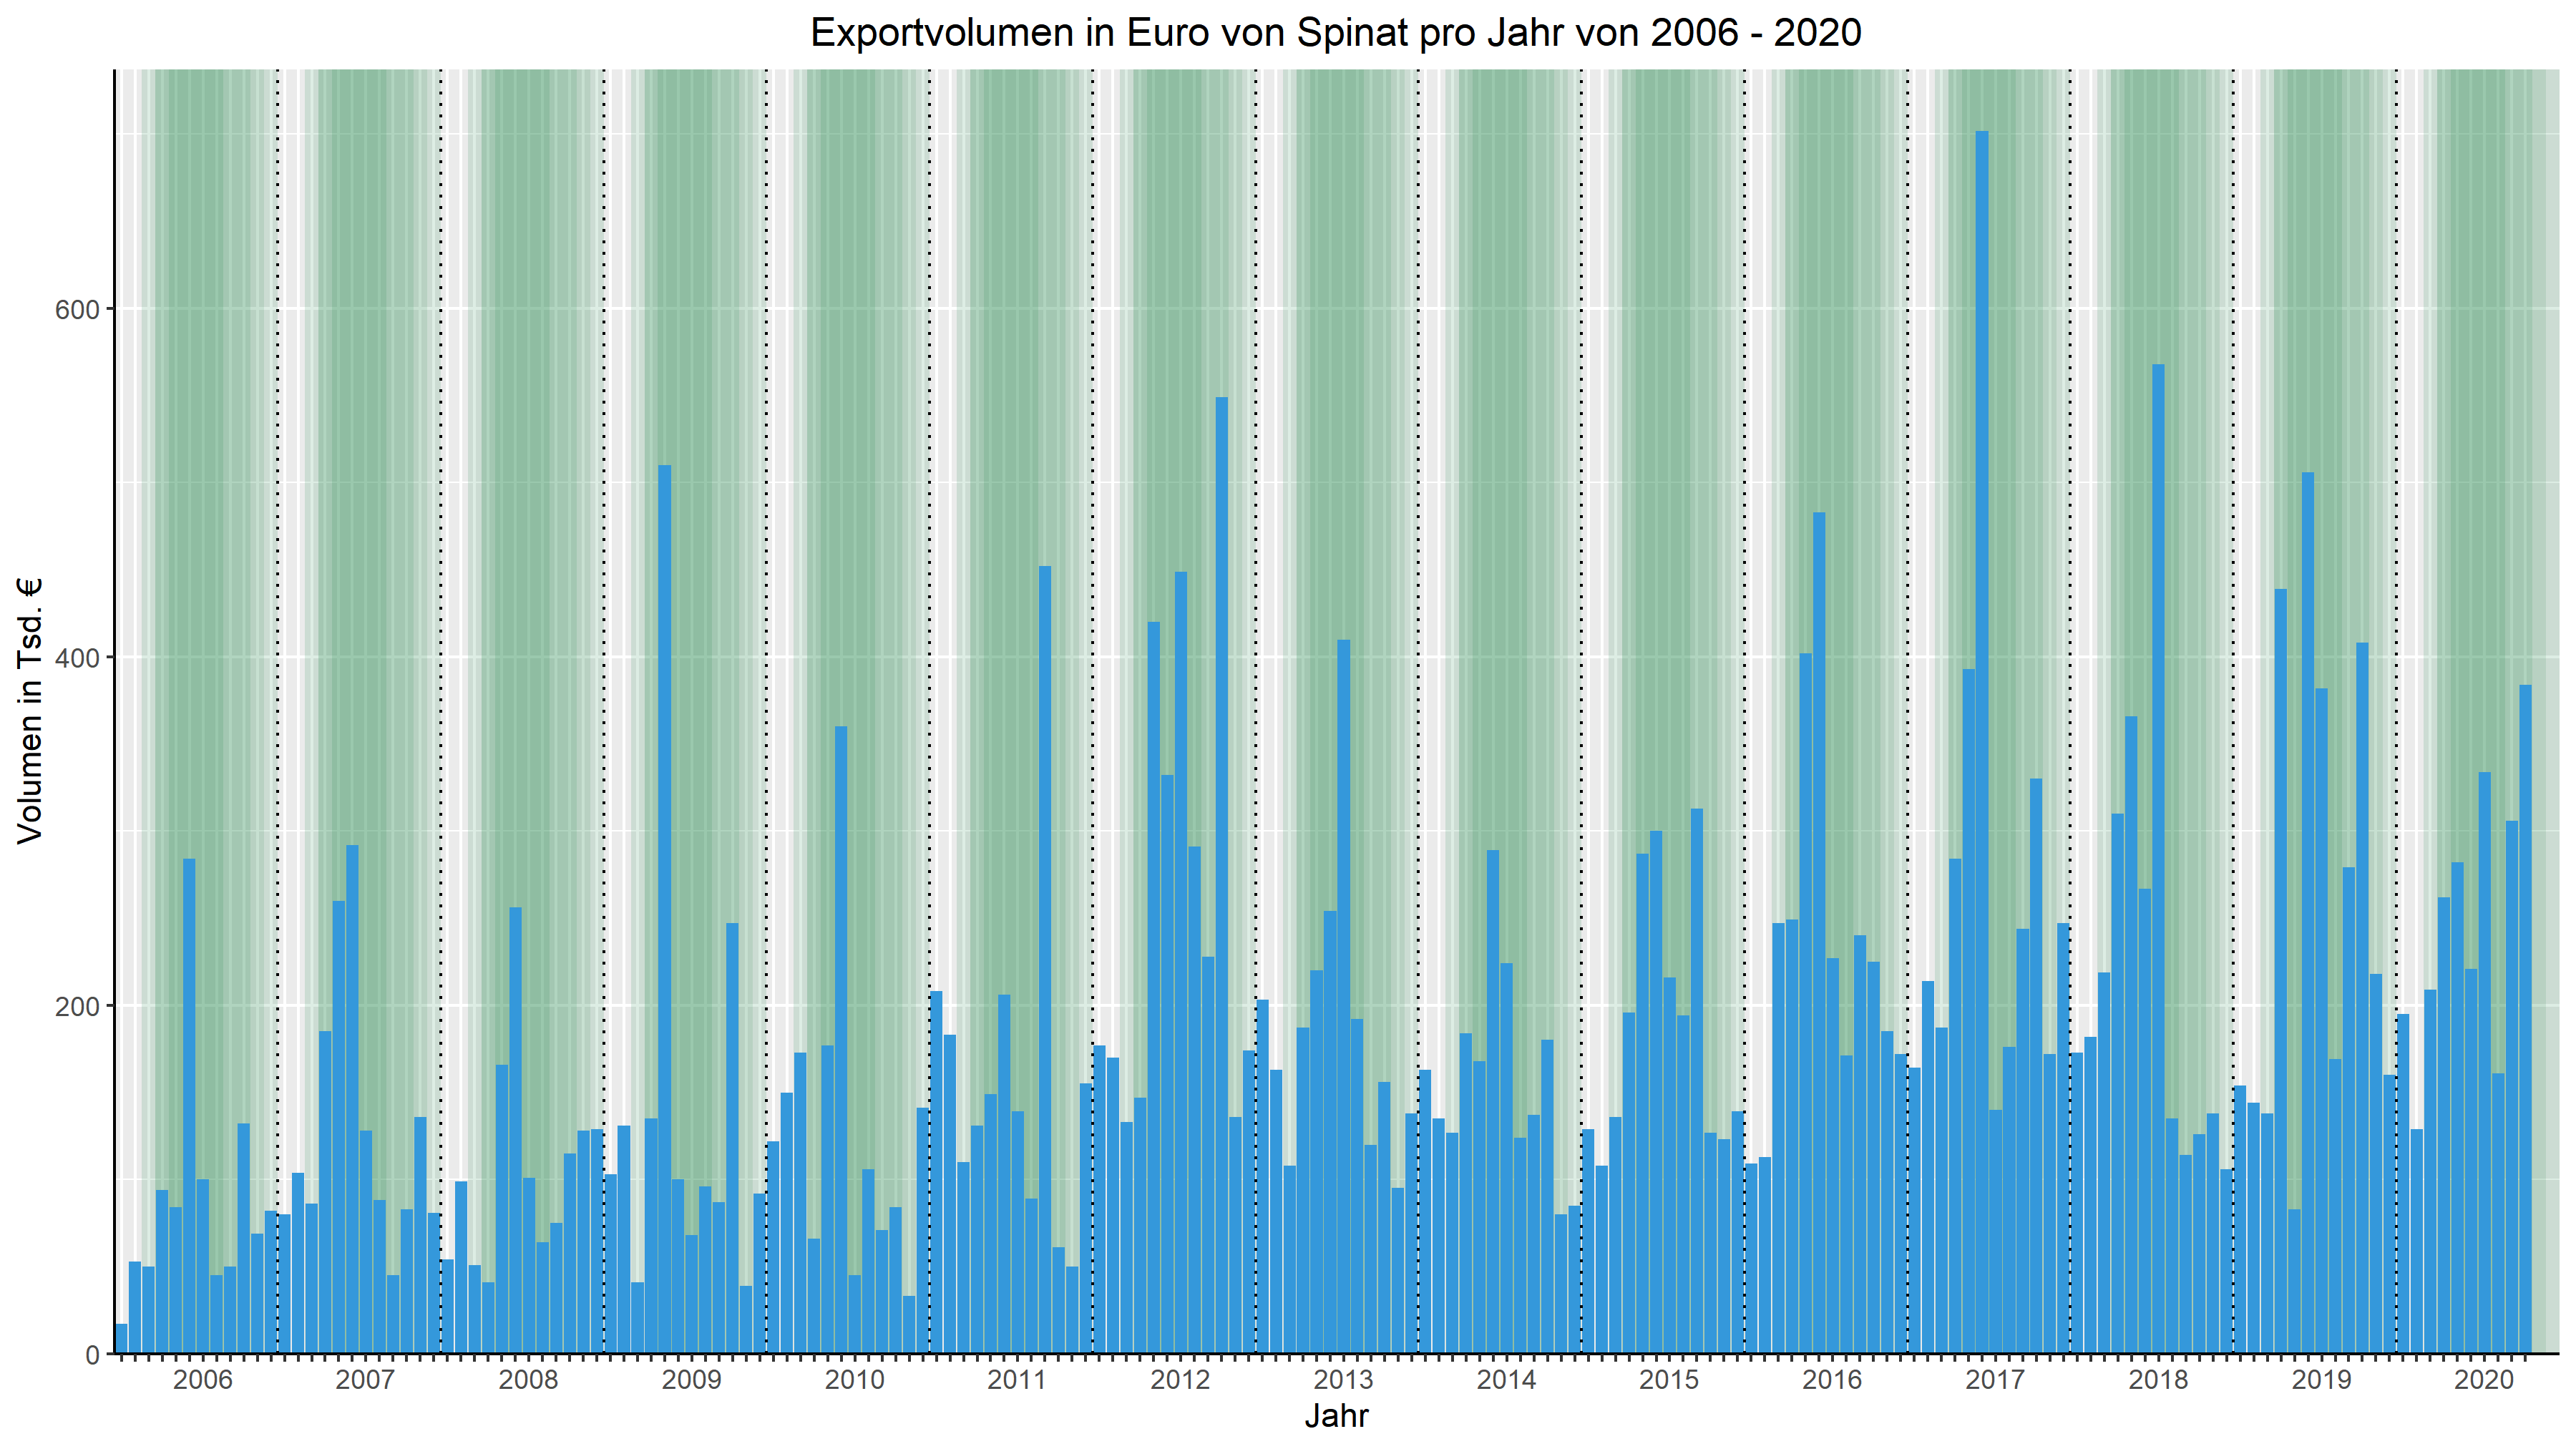 Exportvolumen in Euro von Spinat pro Jahr von 2006 - 2020
Volumen in Tsd. €
600
400
200
0
2006 2007 2008 2009 2010 2011 2012 2013 2014 2015 2016 2017 2018 2019 2020
Jahr